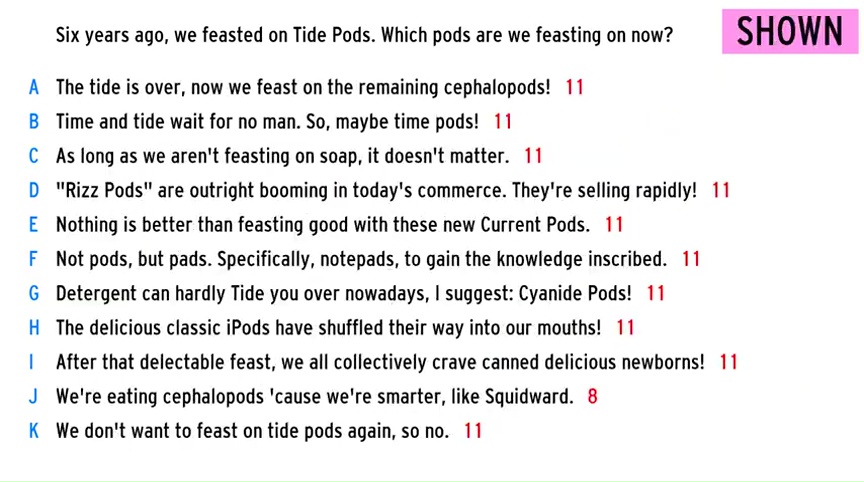 Six years ago, we feasted on Tide Pods. Which pods are we feasting on now?
SHOWN
A The tide is over, now we feast on the remaining cephalopods! 11
B Time and tide wait for no man. So, maybe time pods! 11
C As long as we aren't feasting on soap, it doesn't matter. 11
D "Rizz Pods" are outright booming in today's commerce. They're selling rapidly! 11
E Nothing is better than feasting good with these new Current Pods. 11
F Not pods, but pads. Specifically, notepads, to gain the knowledge inscribed. 11
G Detergent can hardly Tide you over nowadays, I suggest: Cyanide Pods! 11
H The delicious classic iPods have shuffled their way into our mouths! 11
I After that delectable feast, we all collectively crave canned delicious newborns! 11
J We're eating cephalopods 'cause we're smarter, like Squidward. 8
K We don't want to feast on tide pods again, so no. 11